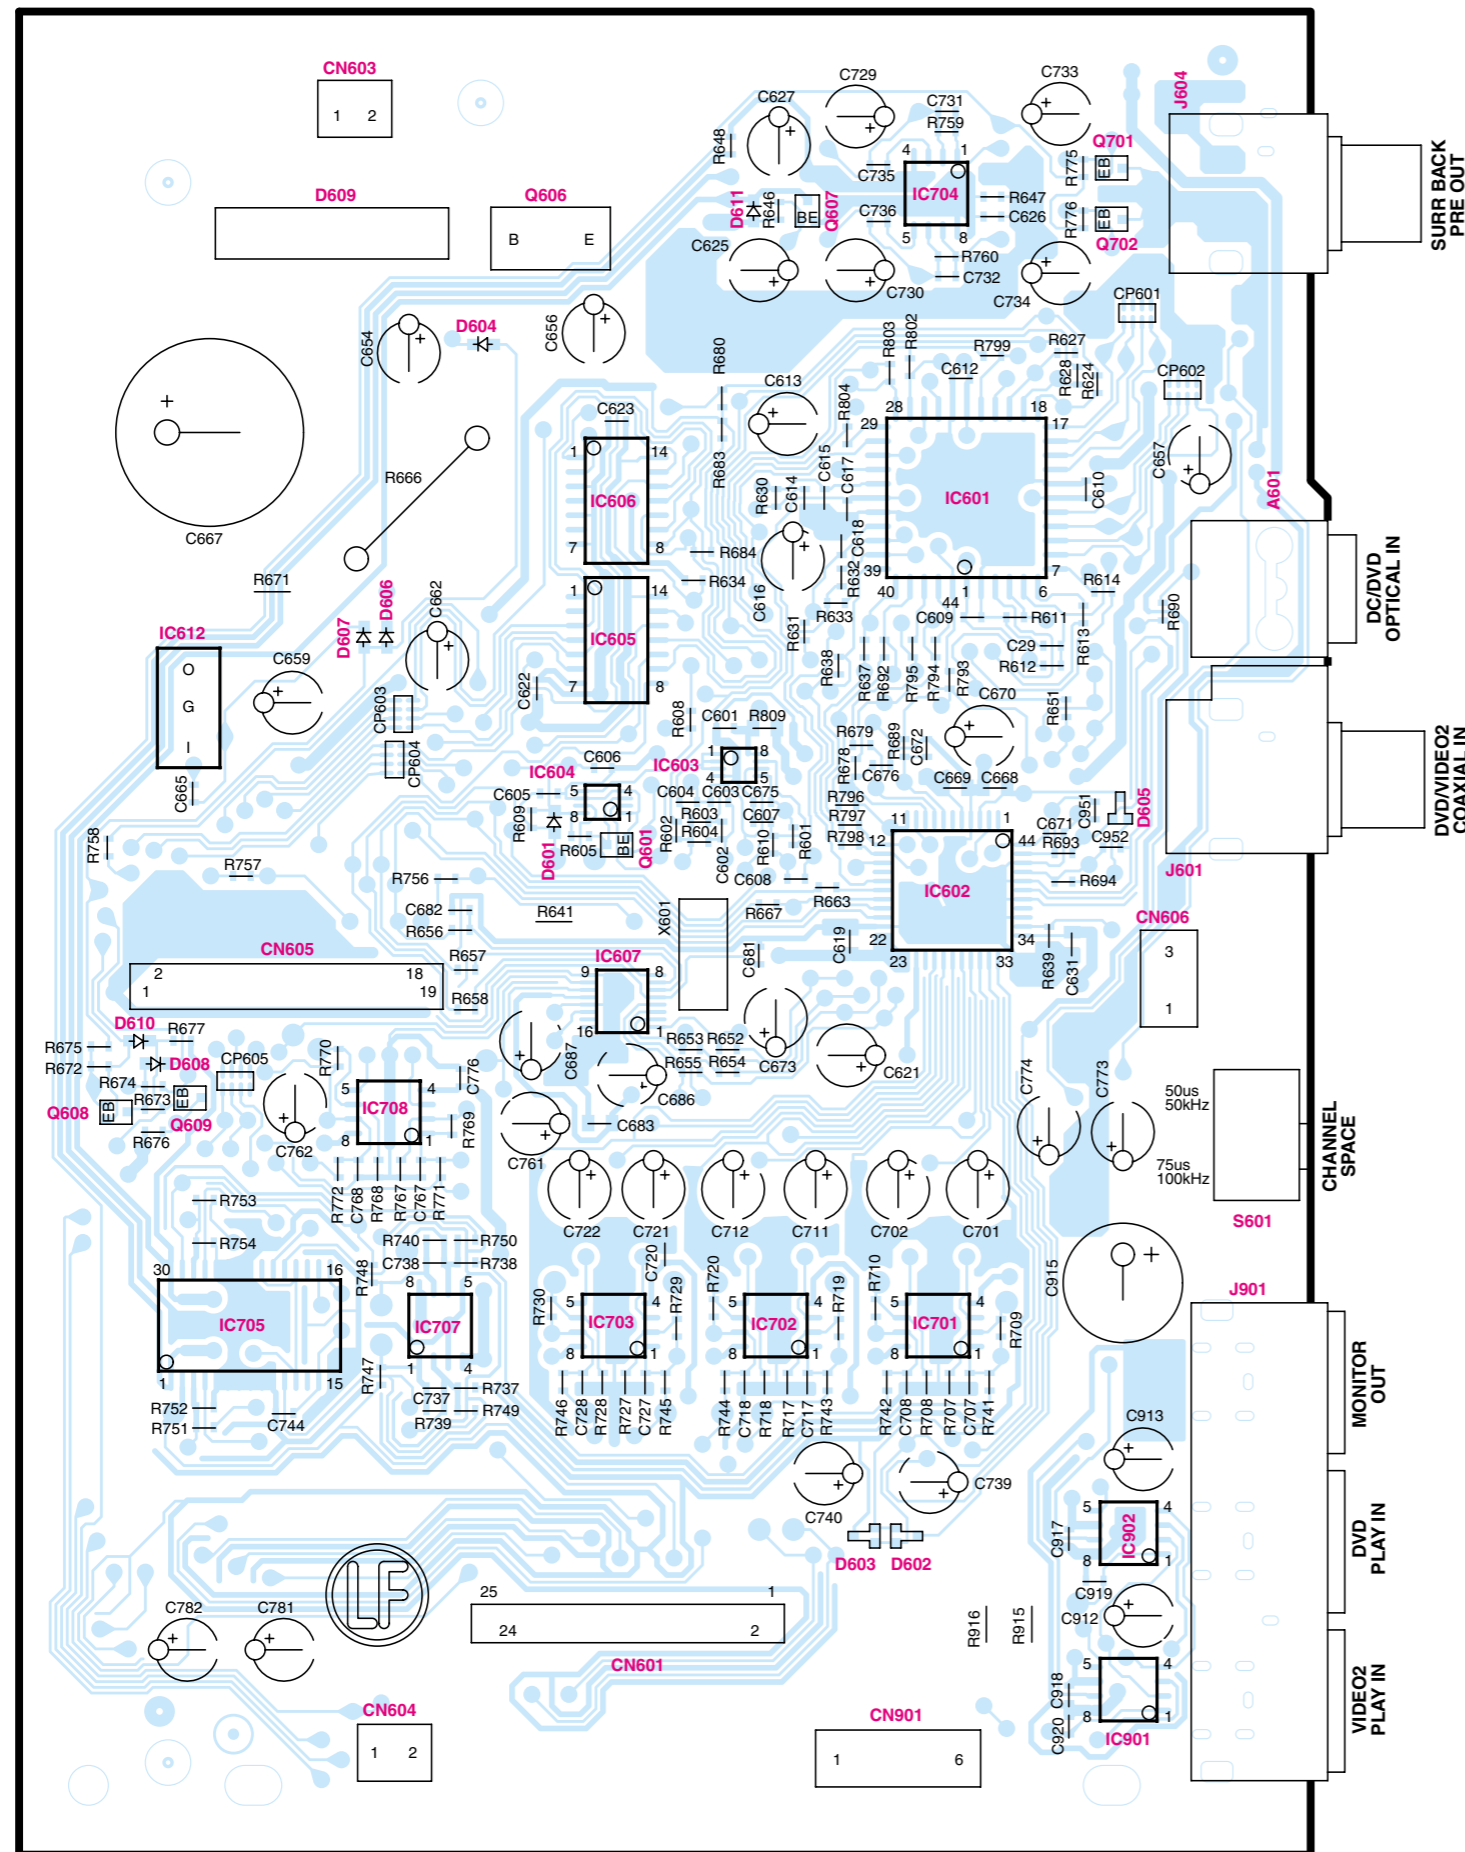 CN603
1 2
D609
Q606
B E
C627
C729
C731
R759
C733
J604
R648
4 1
C735
IC704
Q701
R775
EB
D611
R646
Q607
BE
C736
R647
C626
R776
EB
Q702
5 8
SURR BACK
PRE OUT
C625
C730
R760
C732
C734
CP601
C654
D604
C656
R680
R803
R802
R799
R627
R628
R624
CP602
C612
C613
R804
C623
28 18
29 17
1 14
R683
C615
C617
C657
R666
IC606
R630
C614
IC601
C610
A601
C667
7 8
R684
C618
R632
39 7
40 44 1 6
DC/DVD
OPTICAL IN
R671
D606
D607
C662
1 14
R634
C616
R633
R631
C609
R611
R614
R690
R613
IC612
O
G
I
C659
IC605
C29
R612
R638
R637
R692
R795
R794
R793
7 8
C622
CP603
CP604
R608
C601
R809
C670
R651
R679
R689
C672
R678
C676
C665
C606
IC603
1 8
4 5
IC604
C605
5 4
8 1
C604
C603
C675
C669
C668
C951
D605
DVD/VIDEO2
COAXIAL IN
R609
D601
R605
BE
Q601
R602
R603
R604
C602
C607
R610
R601
R796
R797
R798
11 1
12 44
C671
R693
C952
J601
R758
R757
R756
C608
IC602
R694
C682
R656
R641
X601
R667
R663
CN606
3
1
CN605
2 18
1 19
R657
R658
IC607
9 8
16 1
C681
C619
22 34
23 33
R639
C631
D610
R677
R675
R672
D608
R674
R673
CP605
R770
C776
C687
R653
R652
R655
R654
C673
C621
C774
C773
50us
50kHz
75us
100kHz
CHANNEL
SPACE
S601
Q608
EB
EB
Q609
R676
C762
5 4
IC708
8 1
R769
C761
C686
C683
R772
C768
R768
R767
C767
R771
R753
R754
C722
C721
C712
C711
C702
C701
R740
R750
C738
R738
C720
C915
30 16
IC705
1 15
R748
R747
8 5
IC707
1 4
R730
5 4
IC703
8 1
R729
R720
5 4
IC702
8 1
R719
R710
5 4
IC701
8 1
R709
J901
R752
R751
C744
C737
R737
R739
R749
R746
C728
R728
R727
C727
R745
R744
C718
R718
R717
C717
R743
R742
C708
R708
R707
C707
R741
MONITOR
OUT
C913
C740
C739
D603
D602
C917
5 4
IC902
8 1
DVD
PLAY IN
C919
C912
LF
C782
C781
25 1
24 2
CN601
R916
R915
5 4
C918
C920
8 1
IC901
VIDEO2
PLAY IN
CN604
1 2
CN901
1 6